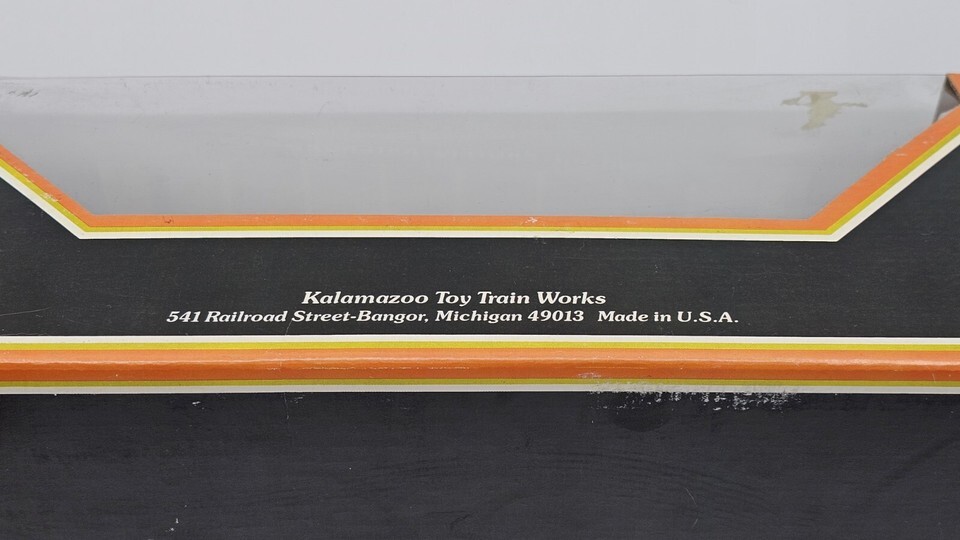 Kalamazoo Toy Train Works
541 Railroad Street-Bangor, Michigan 49013 Made in U.S.A.